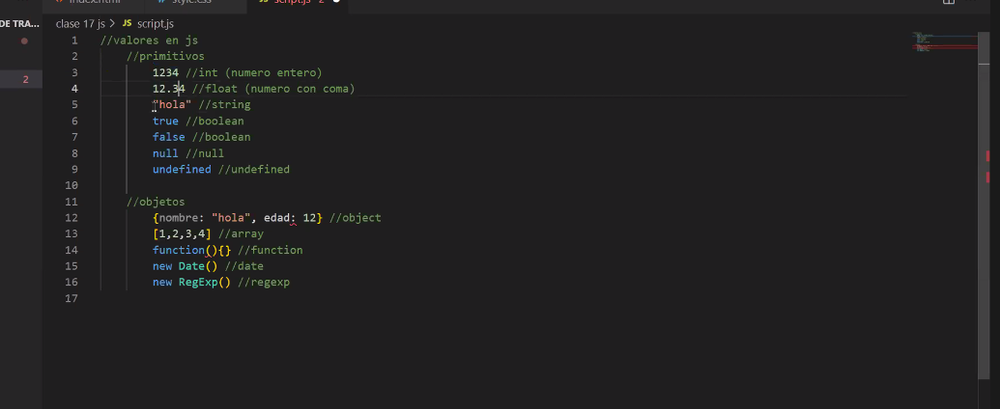 index.html style.css script.js 2
DE TRA... clase 17 js > JS script.js
1 //valores en js
2 //primitivos
3 1234 //int (numero entero)
4 12.34 //float (numero con coma)
5 "hola" //string
6 true //boolean
7 false //boolean
8 null //null
9 undefined //undefined
10
11 //objetos
12 {nombre: "hola", edad: 12} //object
13 [1,2,3,4] //array
14 function(){} //function
15 new Date() //date
16 new RegExp() //regexp
17
2